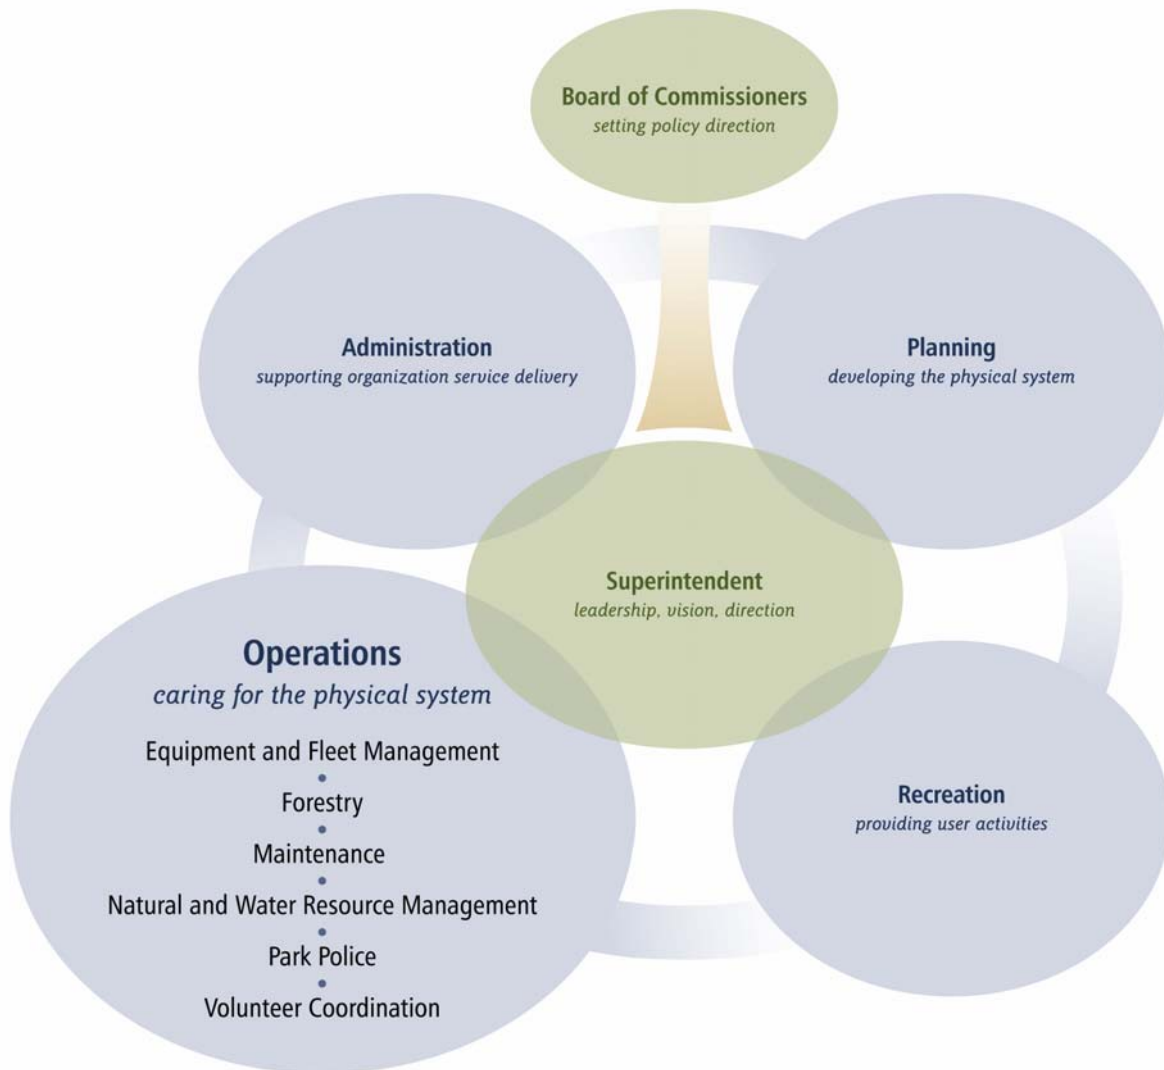 Board of Commissioners
setting policy direction
Administration
supporting organization service delivery
Planning
developing the physical system
Superintendent
leadership, vision, direction
Operations
caring for the physical system
Equipment and Fleet Management
Forestry
Maintenance
Natural and Water Resource Management
Park Police
Volunteer Coordination
Recreation
providing user activities